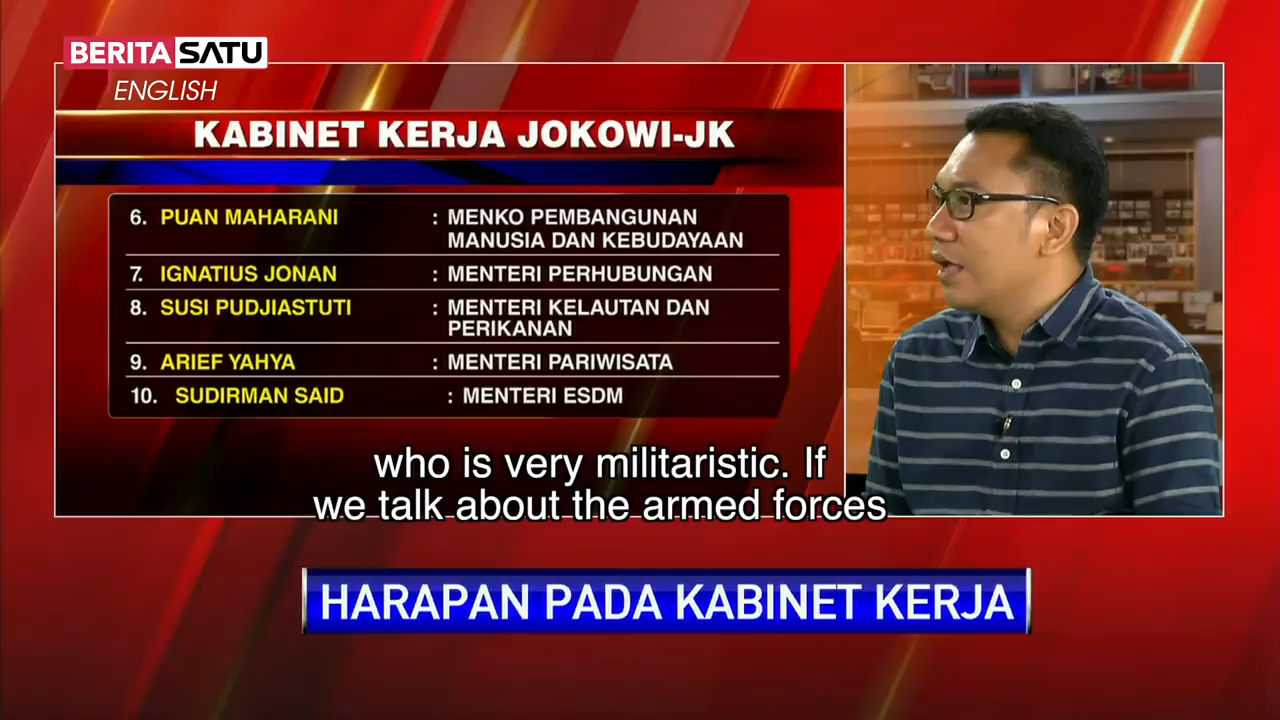 BERITA SATU
ENGLISH
KABINET KERJA JOKOWI-JK
6. PUAN MAHARANI : MENKO PEMBANGUNAN
MANUSIA DAN KEBUDAYAAN
7. IGNATIUS JONAN : MENTERI PERHUBUNGAN
8. SUSI PUDJIASTUTI : MENTERI KELAUTAN DAN
PERIKANAN
9. ARIEF YAHYA : MENTERI PARIWISATA
10. SUDIRMAN SAID : MENTERI ESDM
who is very militaristic. If
we talk about the armed forces
HARAPAN PADA KABINET KERJA